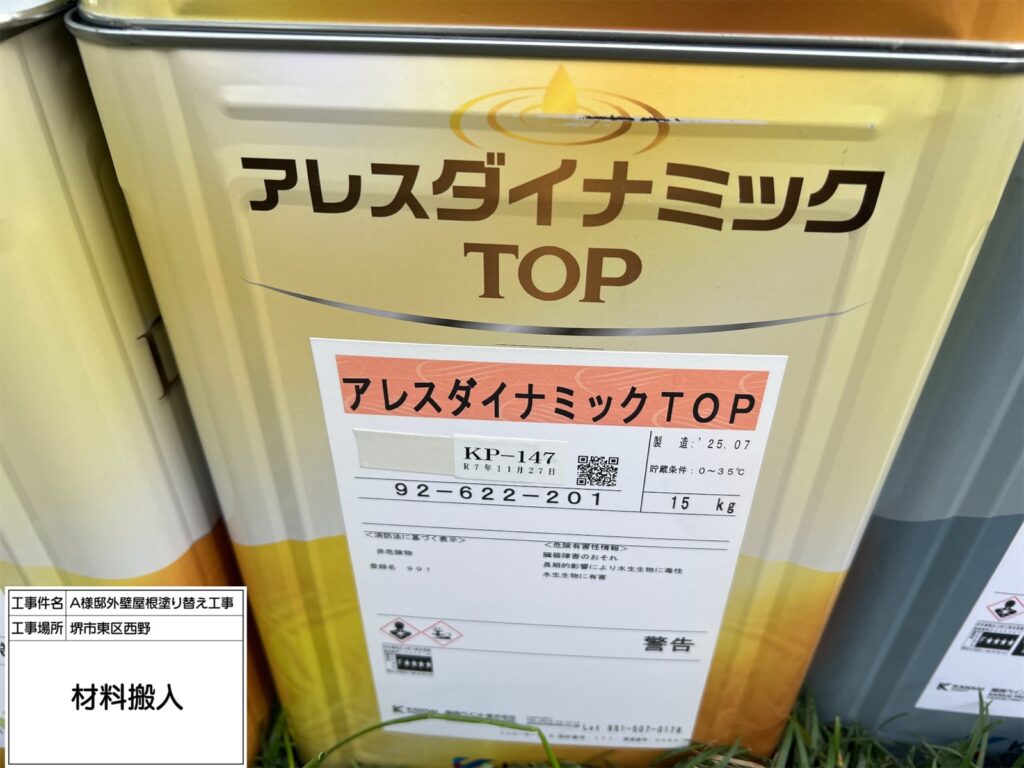 アレスダイナミック
TOP
アレスダイナミックTOP
KP-147
R7年11月27日
92-622-201
製 造:'25.07
貯蔵条件:0~35℃
15 kg
<消防法に基づく表示>
非危険物
登録名 991
<危険有害性情報>
臓器障害のおそれ
長期的影響により水生生物に毒性
水生生物に有害
警告
工事件名 A様邸外壁屋根塗り替え工事
工事場所 堺市東区西野
材料搬入